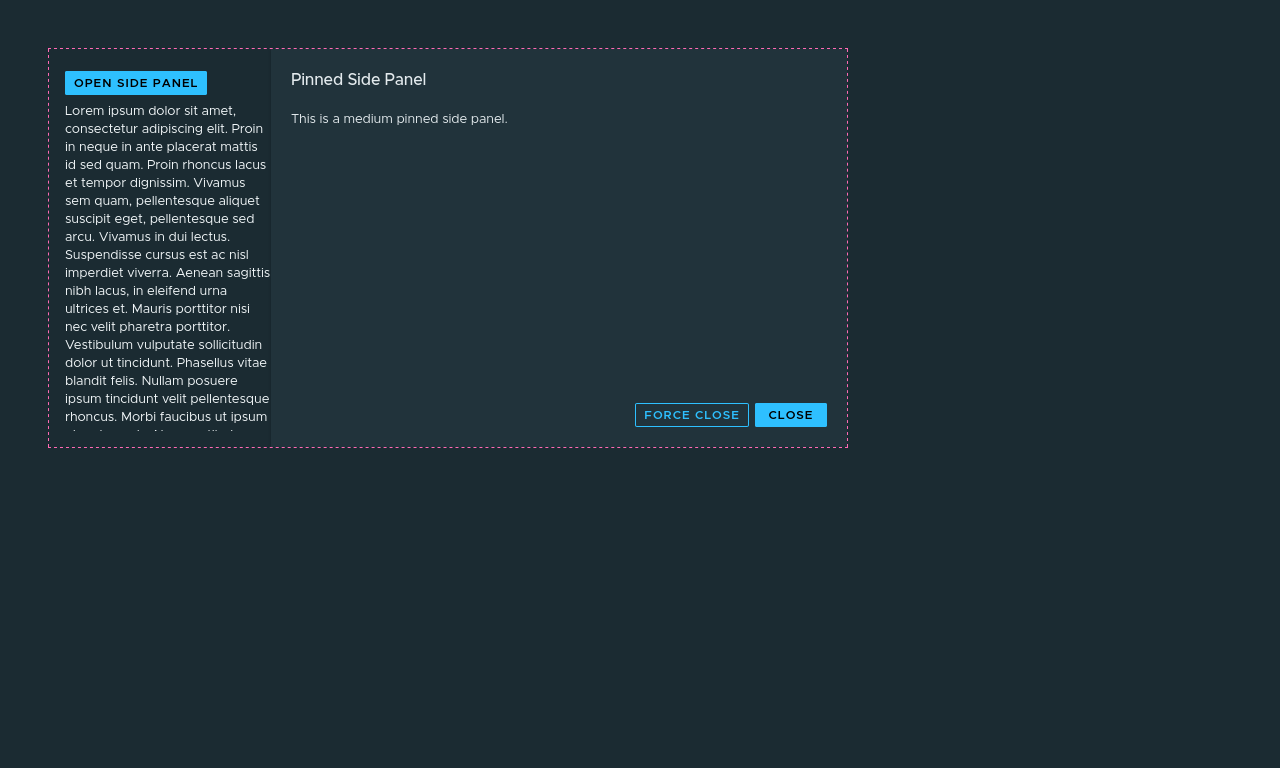 OPEN SIDE PANEL
Lorem ipsum dolor sit amet,
consectetur adipiscing elit. Proin
in neque in ante placerat mattis
id sed quam. Proin rhoncus lacus
et tempor dignissim. Vivamus
sem quam, pellentesque aliquet
suscipit eget, pellentesque sed
arcu. Vivamus in dui lectus.
Suspendisse cursus est ac nisl
imperdiet viverra. Aenean sagittis
nibh lacus, in eleifend urna
ultrices et. Mauris porttitor nisi
nec velit pharetra porttitor.
Vestibulum vulputate sollicitudin
dolor ut tincidunt. Phasellus vitae
blandit felis. Nullam posuere
ipsum tincidunt velit pellentesque
rhoncus. Morbi faucibus ut ipsum
Pinned Side Panel
This is a medium pinned side panel.
FORCE CLOSE
CLOSE